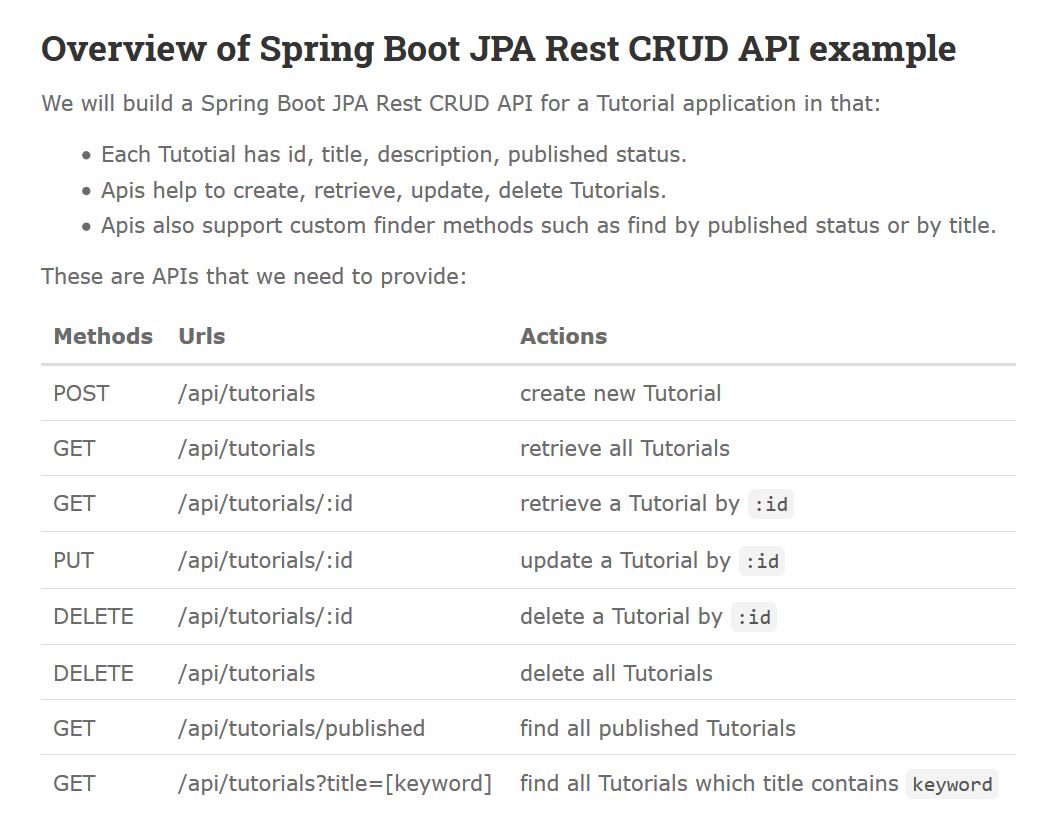 Overview of Spring Boot JPA Rest CRUD API example
We will build a Spring Boot JPA Rest CRUD API for a Tutorial application in that:
• Each Tutotial has id, title, description, published status.
• Apis help to create, retrieve, update, delete Tutorials.
• Apis also support custom finder methods such as find by published status or by title.
These are APIs that we need to provide:
Methods Urls Actions
POST /api/tutorials create new Tutorial
GET /api/tutorials retrieve all Tutorials
GET /api/tutorials/:id retrieve a Tutorial by :id
PUT /api/tutorials/:id update a Tutorial by :id
DELETE /api/tutorials/:id delete a Tutorial by :id
DELETE /api/tutorials delete all Tutorials
GET /api/tutorials/published find all published Tutorials
GET /api/tutorials?title=[keyword] find all Tutorials which title contains keyword